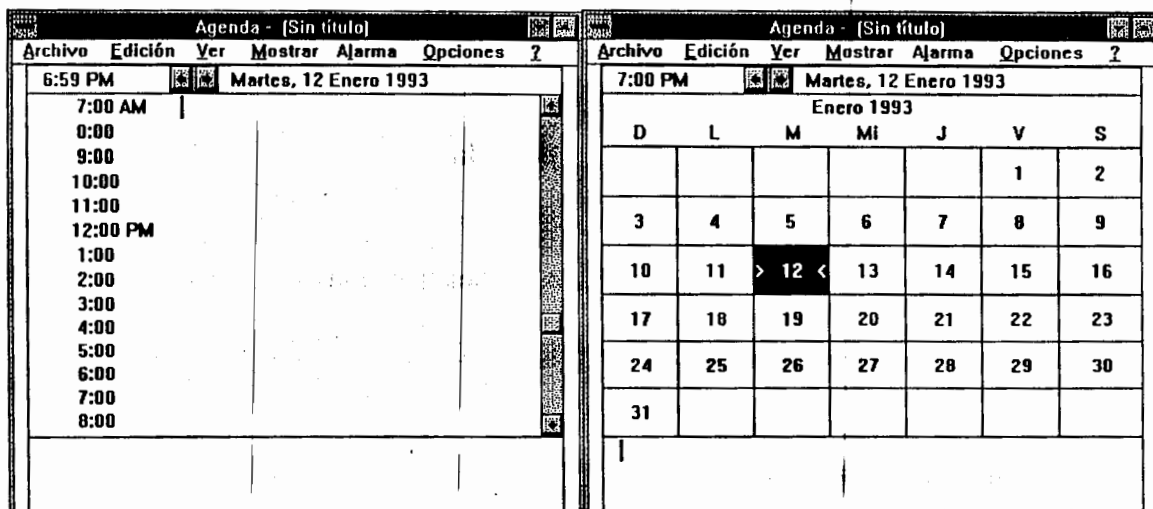 Agenda - (Sin título)
Archivo Edición Ver Mostrar Alarma Opciones ?
6:59 PM Martes, 12 Enero 1993
7:00 AM
0:00
9:00
10:00
11:00
12:00 PM
1:00
2:00
3:00
4:00
5:00
6:00
7:00
8:00
Agenda - (Sin título)
Archivo Edición Ver Mostrar Alarma Opciones ?
7:00 PM Martes, 12 Enero 1993
Enero 1993
D L M Mi J V S
1 2
3 4 5 6 7 8 9
10 11 > 12 < 13 14 15 16
17 18 19 20 21 22 23
24 25 26 27 28 29 30
31